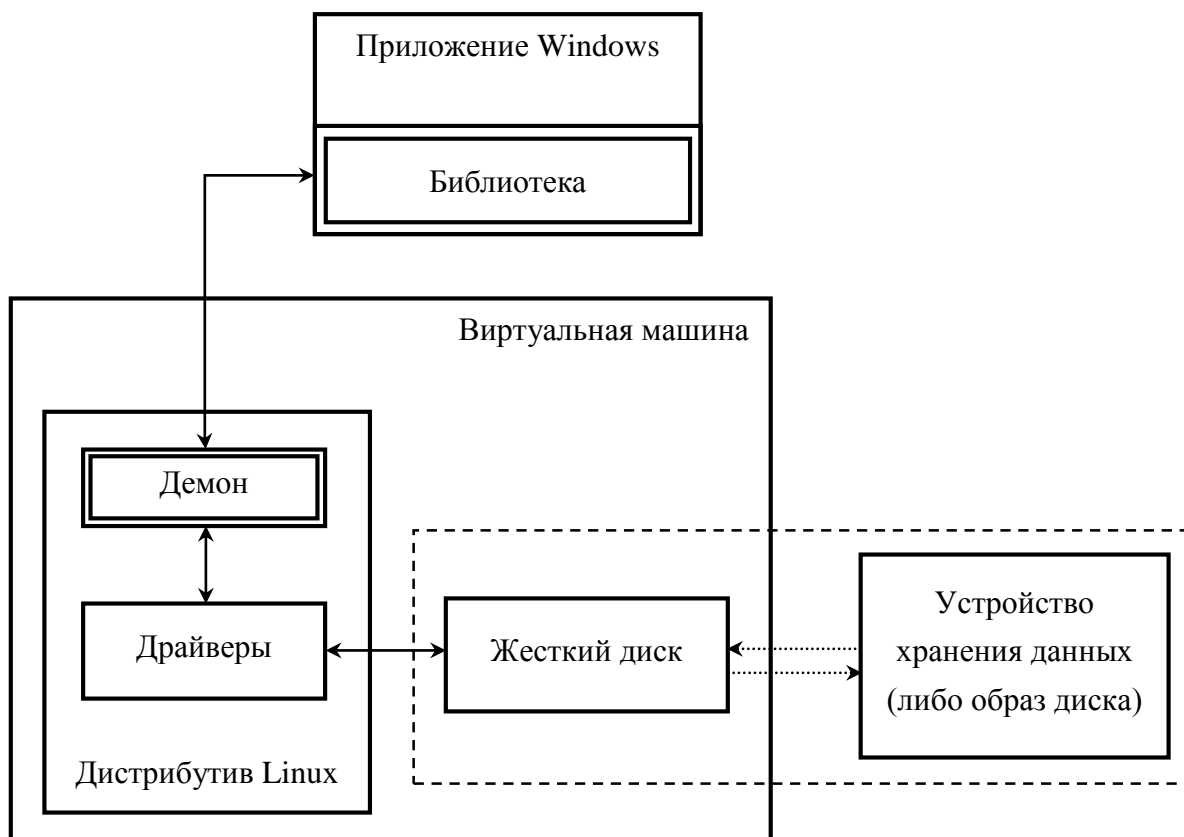 Приложение Windows
Библиотека
Виртуальная машина
Демон
Драйверы
Дистрибутив Linux
Жесткий диск
Устройство
хранения данных
(либо образ диска)